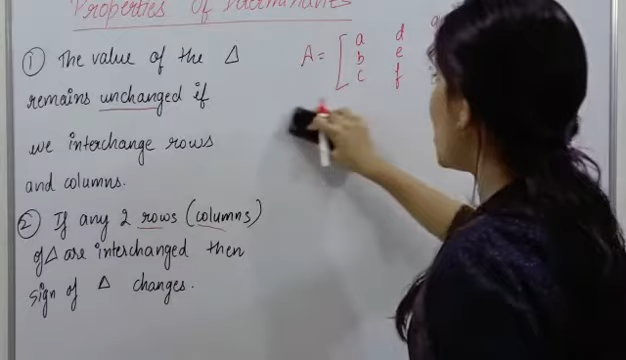 Properties Of Determinants
① The value of the Δ
remains unchanged if
we interchange rows
and columns.
② If any 2 rows (columns)
of Δ are interchanged then
sign of Δ changes.
A = [ a d
b e
c f